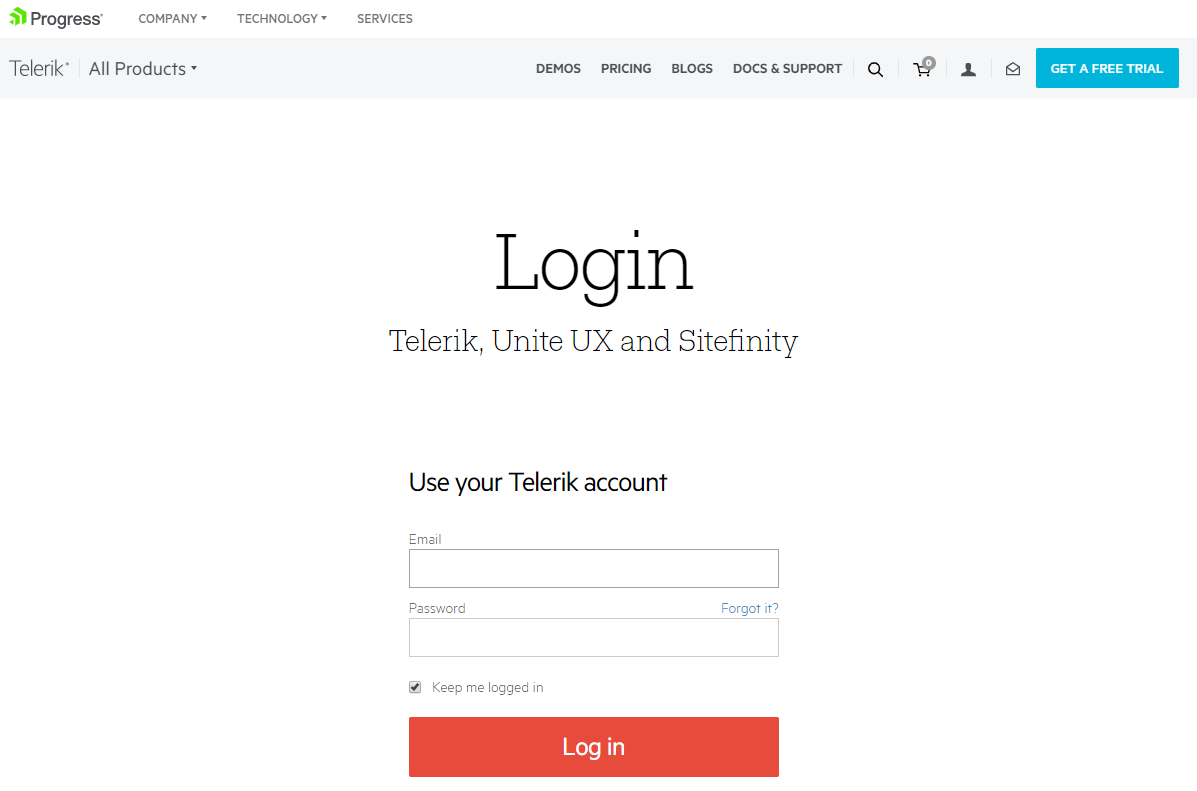 Progress COMPANY TECHNOLOGY SERVICES
Telerik All Products DEMOS PRICING BLOGS DOCS & SUPPORT 0 GET A FREE TRIAL
Login
Telerik, Unite UX and Sitefinity
Use your Telerik account
Email
Password Forgot it?
Keep me logged in
Log in